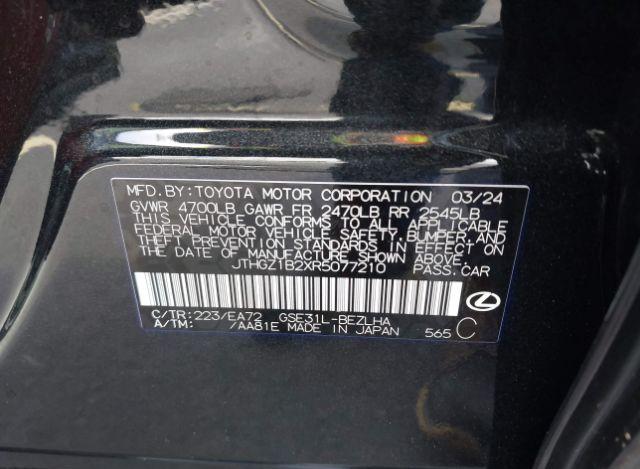 MFD.BY:TOYOTA MOTOR CORPORATION 03/24
GVWR 4700LB GAWR FR 2470LB RR 2545LB
THIS VEHICLE CONFORMS TO ALL APPLICABLE
FEDERAL MOTOR VEHICLE SAFETY, BUMPER AND
THEFT PREVENTION STANDARDS IN EFFECT ON
THE DATE OF MANUFACTURE SHOWN ABOVE.
JTHGZ1B2XR5077210 PASS.CAR
C/TR:223/EA72 GSE31L-BEZLHA
A/TM: /AA81E MADE IN JAPAN 565 C